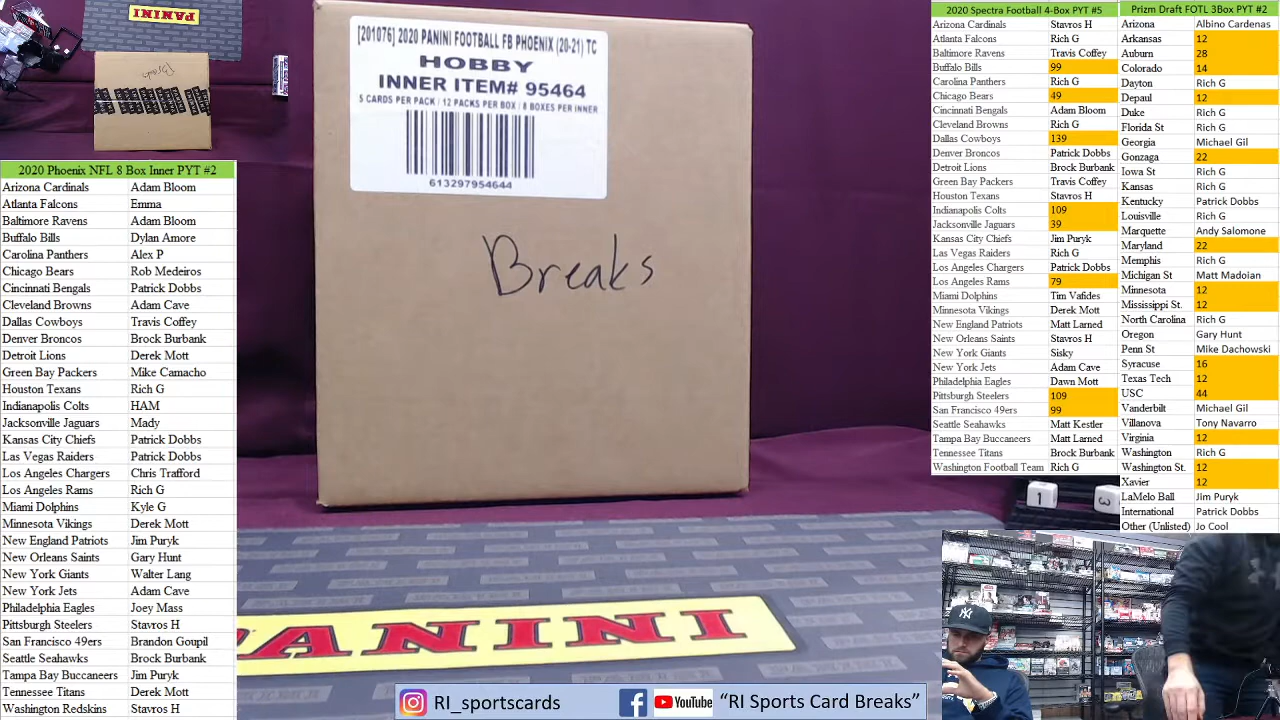 PANINI
Breaks
2020 Phoenix NFL 8 Box Inner PYT #2
Arizona Cardinals Adam Bloom
Atlanta Falcons Emma
Baltimore Ravens Adam Bloom
Buffalo Bills Dylan Amore
Carolina Panthers Alex P
Chicago Bears Rob Medeiros
Cincinnati Bengals Patrick Dobbs
Cleveland Browns Adam Cave
Dallas Cowboys Travis Coffey
Denver Broncos Brock Burbank
Detroit Lions Derek Mott
Green Bay Packers Mike Camacho
Houston Texans Rich G
Indianapolis Colts HAM
Jacksonville Jaguars Mady
Kansas City Chiefs Patrick Dobbs
Las Vegas Raiders Patrick Dobbs
Los Angeles Chargers Chris Trafford
Los Angeles Rams Rich G
Miami Dolphins Kyle G
Minnesota Vikings Derek Mott
New England Patriots Jim Puryk
New Orleans Saints Gary Hunt
New York Giants Walter Lang
New York Jets Adam Cave
Philadelphia Eagles Joey Mass
Pittsburgh Steelers Stavros H
San Francisco 49ers Brandon Goupil
Seattle Seahawks Brock Burbank
Tampa Bay Buccaneers Jim Puryk
Tennessee Titans Derek Mott
Washington Redskins Stavros H
[201076] 2020 PANINI FOOTBALL FB PHOENIX (20-21) TC
HOBBY
INNER ITEM# 95464
5 CARDS PER PACK / 12 PACKS PER BOX / 8 BOXES PER INNER
613297954644
Breaks
PANINI
RI_sportscards YouTube "RI Sports Card Breaks"
2020 Spectra Football 4-Box PYT #5
Arizona Cardinals Stavros H
Atlanta Falcons Rich G
Baltimore Ravens Travis Coffey
Buffalo Bills 99
Carolina Panthers Rich G
Chicago Bears 49
Cincinnati Bengals Adam Bloom
Cleveland Browns Rich G
Dallas Cowboys 139
Denver Broncos Patrick Dobbs
Detroit Lions Brock Burbank
Green Bay Packers Travis Coffey
Houston Texans Stavros H
Indianapolis Colts 109
Jacksonville Jaguars 39
Kansas City Chiefs Jim Puryk
Las Vegas Raiders Rich G
Los Angeles Chargers Patrick Dobbs
Los Angeles Rams 79
Miami Dolphins Tim Vafides
Minnesota Vikings Derek Mott
New England Patriots Matt Larned
New Orleans Saints Stavros H
New York Giants Sisky
New York Jets Adam Cave
Philadelphia Eagles Dawn Mott
Pittsburgh Steelers 109
San Francisco 49ers 99
Seattle Seahawks Matt Kestler
Tampa Bay Buccaneers Matt Larned
Tennessee Titans Brock Burbank
Washington Football Team Rich G
Prizm Draft FOTL 3Box PYT #2
Arizona Albino Cardenas
Arkansas 12
Auburn 28
Colorado 14
Dayton Rich G
Depaul 12
Duke Rich G
Florida St Rich G
Georgia Michael Gil
Gonzaga 22
Iowa St Rich G
Kansas Rich G
Kentucky Patrick Dobbs
Louisville Rich G
Marquette Andy Salomone
Maryland 22
Memphis Rich G
Michigan St Matt Madoian
Minnesota 12
Mississippi St. 12
North Carolina Rich G
Oregon Gary Hunt
Penn St Mike Dachowski
Syracuse 16
Texas Tech 12
USC 44
Vanderbilt Michael Gil
Villanova Tony Navarro
Virginia 12
Washington Rich G
Washington St. 12
Xavier 12
LaMelo Ball Jim Puryk
International Patrick Dobbs
Other (Unlisted) Jo Cool
1 3